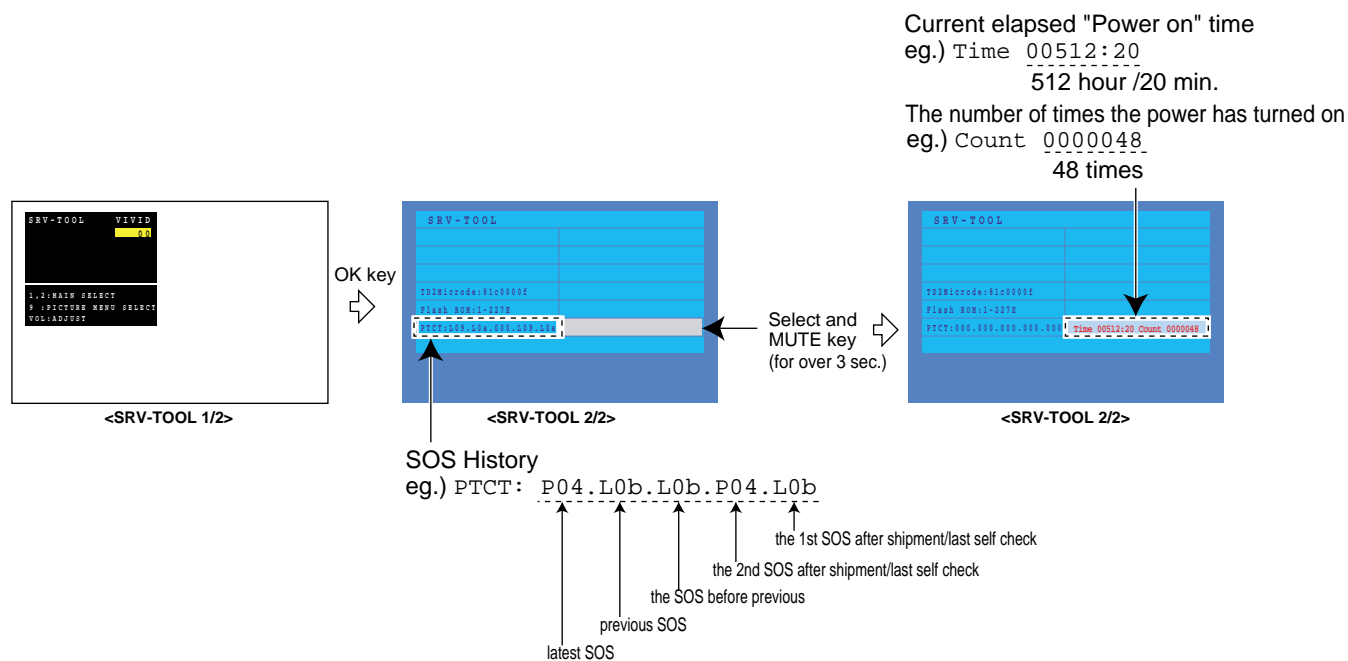 Current elapsed "Power on" time
eg.) Time 00512:20
512 hour /20 min.
The number of times the power has turned on
eg.) Count 0000048
48 times
SRV-TOOL VIVID
00
1,2:MAIN SELECT
9 :PICTURE MENU SELECT
VOL:ADJUST
<SRV-TOOL 1/2>
OK key
SRV-TOOL
TD2Microde:81c0000f
Flash ROM:1-227E
PTCT:L09.L0a.000.L09.L0a
<SRV-TOOL 2/2>
Select and
MUTE key
(for over 3 sec.)
SRV-TOOL
TD2Microde:81c0000f
Flash ROM:1-227E
PTCT:000.000.000.000.000 Time 00512:20 Count 0000048
<SRV-TOOL 2/2>
SOS History
eg.) PTCT: P04.L0b.L0b.P04.L0b
the 1st SOS after shipment/last self check
the 2nd SOS after shipment/last self check
the SOS before previous
previous SOS
latest SOS